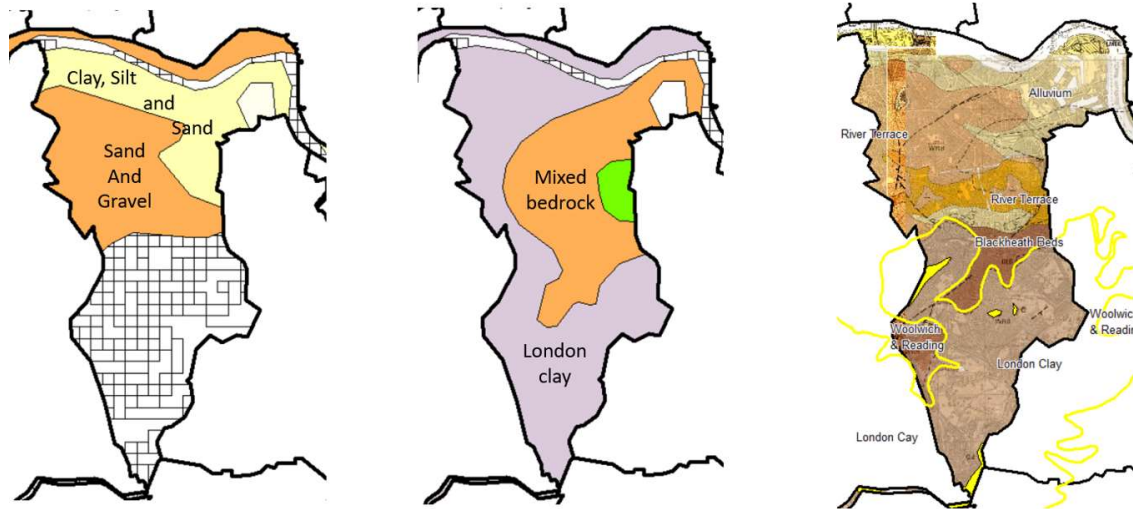 Clay, Silt
and
Sand
Sand
And
Gravel
Mixed
bedrock
London
clay
Alluvium
River Terrace
River Terrace
Blackheath Beds
Woolwich
& Reading
Woolwic
& Readin
London Clay
London Cay